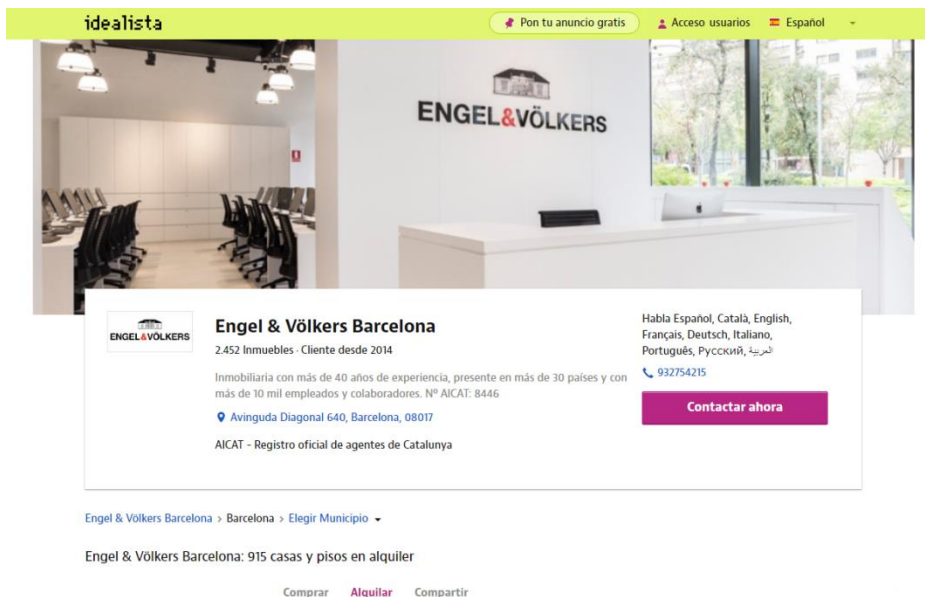 idealista
Pon tu anuncio gratis
Acceso usuarios
Español
ENGEL&VÖLKERS
ENGEL&VÖLKERS
Engel & Völkers Barcelona
2.452 Inmuebles · Cliente desde 2014
Inmobiliaria con más de 40 años de experiencia, presente en más de 30 países y con
más de 10 mil empleados y colaboradores. Nº AICAT: 8446
Avinguda Diagonal 640, Barcelona, 08017
AICAT - Registro oficial de agentes de Catalunya
Habla Español, Català, English,
Français, Deutsch, Italiano,
Português, Русский, العربية
932754215
Contactar ahora
Engel & Völkers Barcelona > Barcelona > Elegir Municipio
Engel & Völkers Barcelona: 915 casas y pisos en alquiler
Comprar Alquilar Compartir